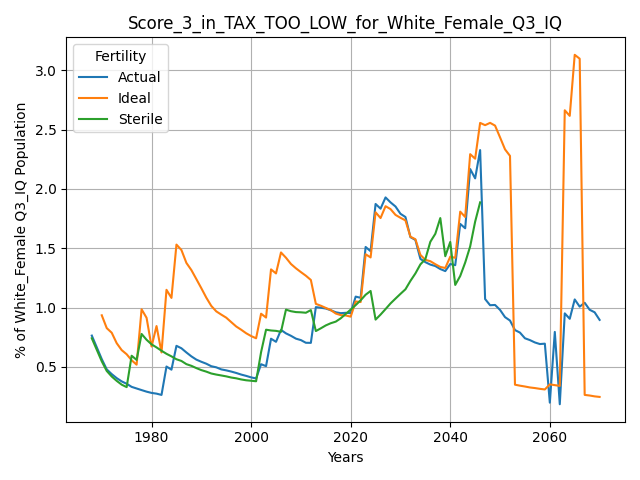 Score_3_in_TAX_TOO_LOW_for_White_Female_Q3_IQ
Fertility
Actual
Ideal
Sterile
% of White_Female Q3_IQ Population
3.0
2.5
2.0
1.5
1.0
0.5
1980 2000 2020 2040 2060
Years